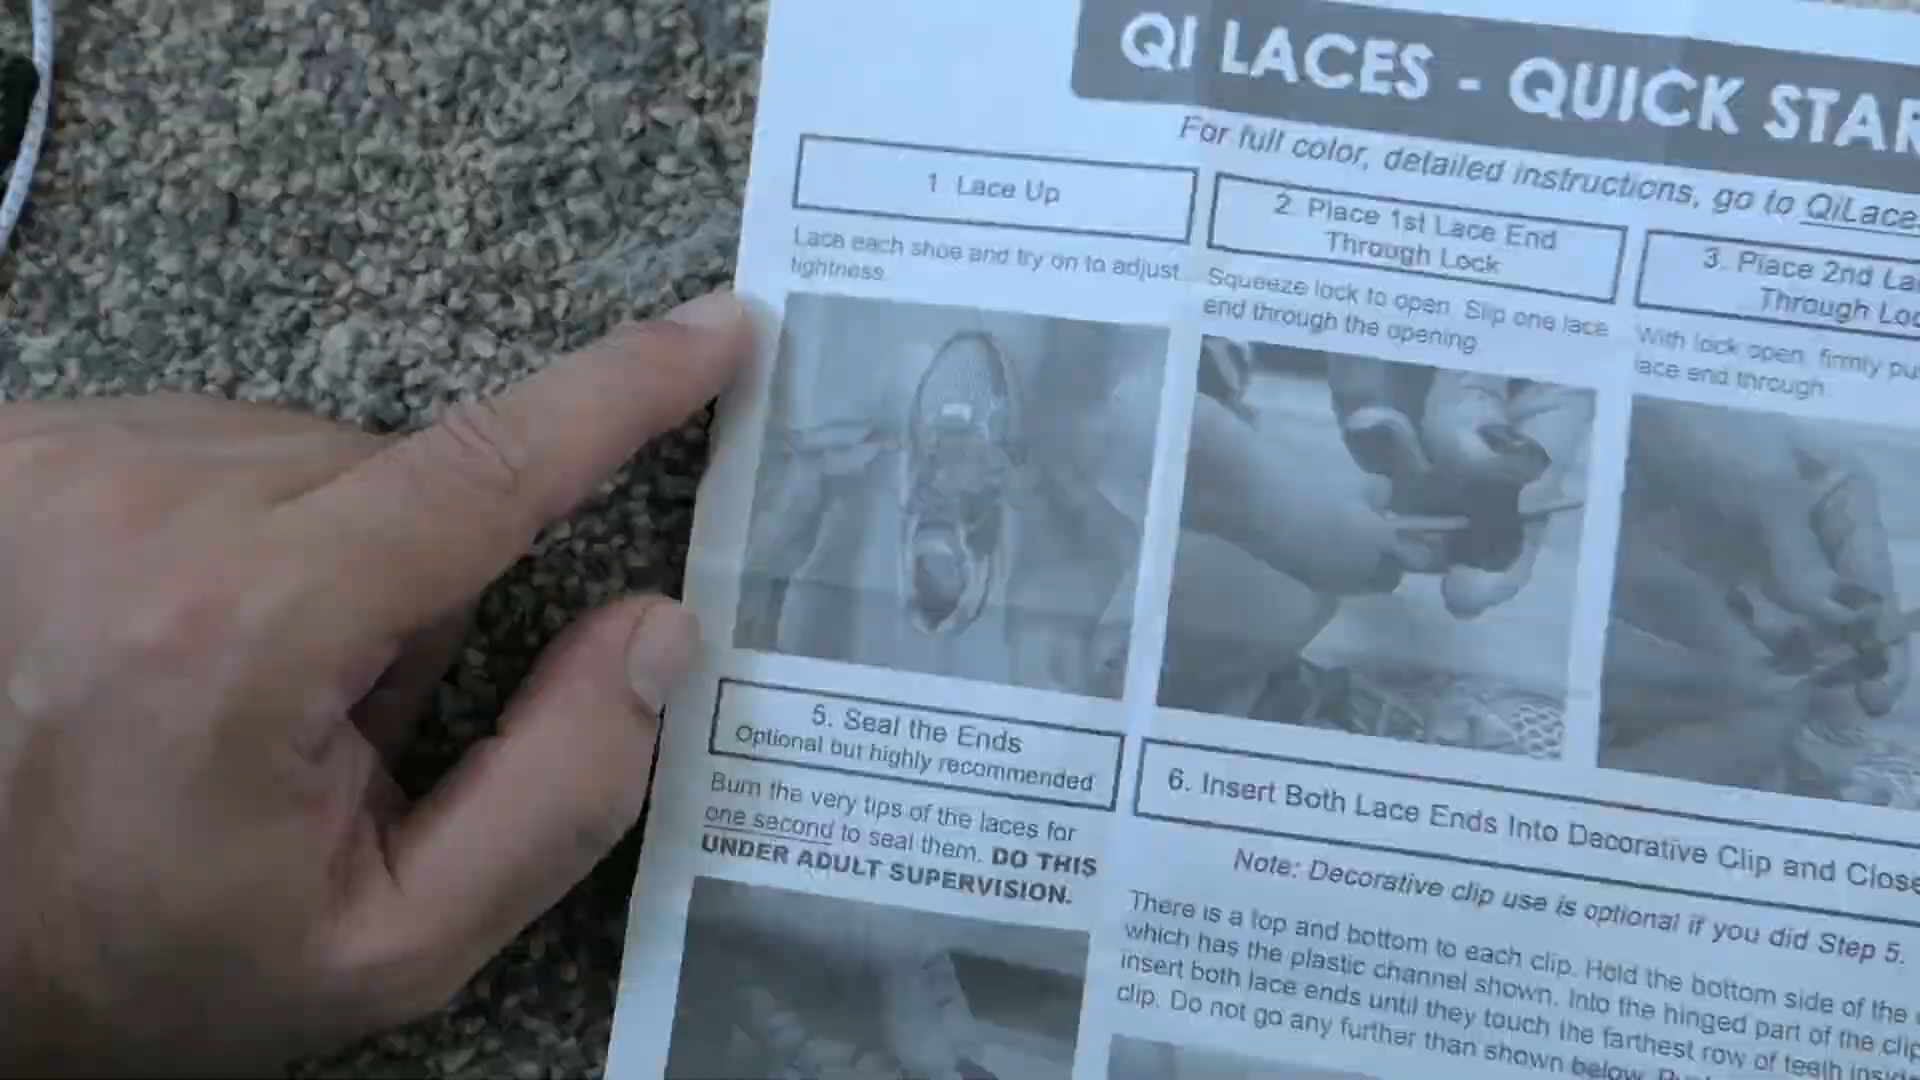 QI LACES - QUICK STAR
For full color, detailed instructions, go to QiLaces
1. Lace Up
Lace each shoe and try on to adjust
tightness.
2. Place 1st Lace End
Through Lock
Squeeze lock to open. Slip one lace
end through the opening.
3. Place 2nd La
Through Loc
With lock open, firmly pu
lace end through.
5. Seal the Ends
Optional but highly recommended
Burn the very tips of the laces for
one second to seal them. DO THIS
UNDER ADULT SUPERVISION.
6. Insert Both Lace Ends Into Decorative Clip and Close
Note: Decorative clip use is optional if you did Step 5.
There is a top and bottom to each clip. Hold the bottom side of the
which has the plastic channel shown. Into the hinged part of the clip
insert both lace ends until they touch the farthest row of teeth insid
clip. Do not go any further than shown below.